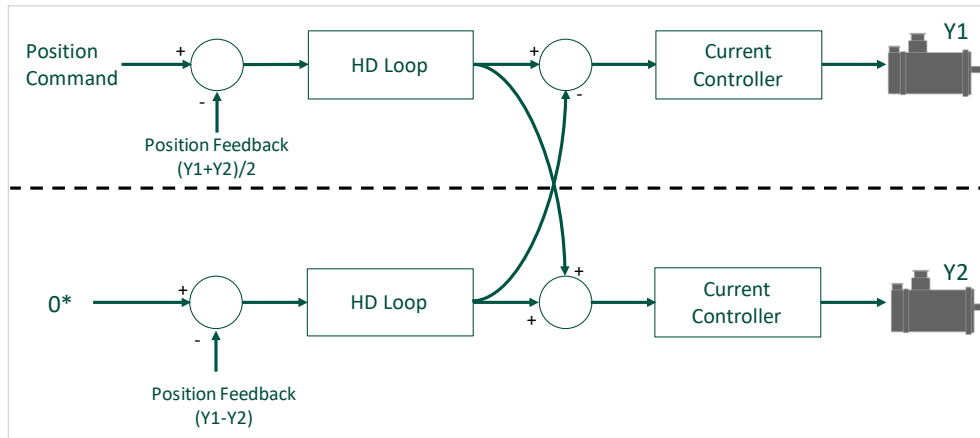 Position
Command
+
-
Position Feedback
(Y1+Y2)/2
HD Loop
+
-
Current
Controller
Y1
0*
+
-
Position Feedback
(Y1-Y2)
HD Loop
+
+
Current
Controller
Y2